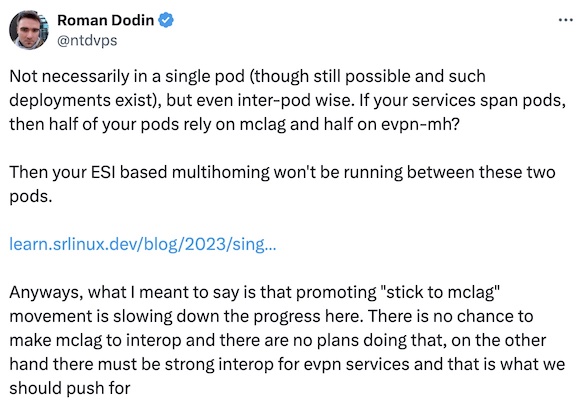 Roman Dodin
@ntdvps
Not necessarily in a single pod (though still possible and such
deployments exist), but even inter-pod wise. If your services span pods,
then half of your pods rely on mclag and half on evpn-mh?
Then your ESI based multihoming won't be running between these two
pods.
learn.srlinux.dev/blog/2023/sing...
Anyways, what I meant to say is that promoting "stick to mclag"
movement is slowing down the progress here. There is no chance to
make mclag to interop and there are no plans doing that, on the other
hand there must be strong interop for evpn services and that is what we
should push for